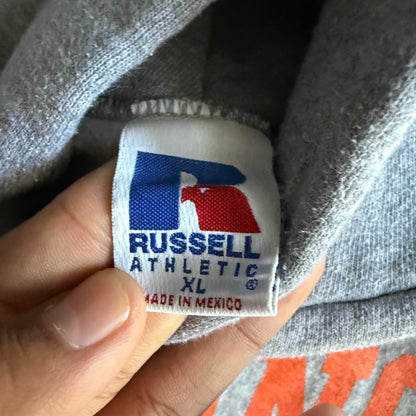 R
RUSSELL
ATHLETIC
XL ®
MADE IN MEXICO